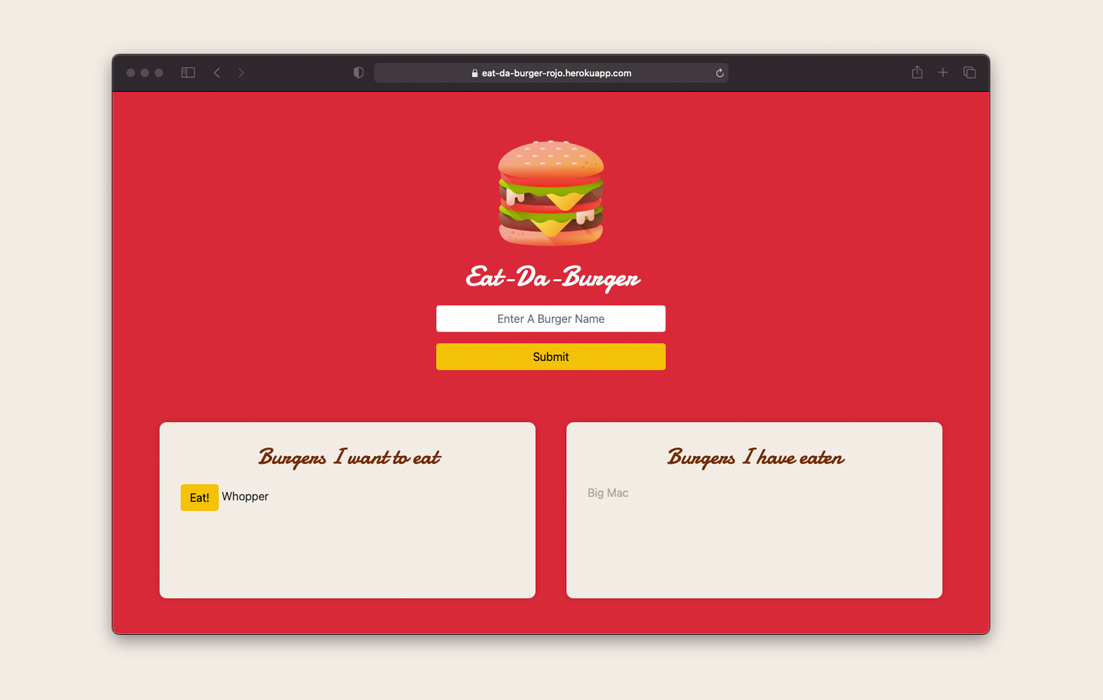 eat-da-burger-rojo.herokuapp.com
Eat-Da-Burger
Enter A Burger Name
Submit
Burgers I want to eat
Eat! Whopper
Burgers I have eaten
Big Mac